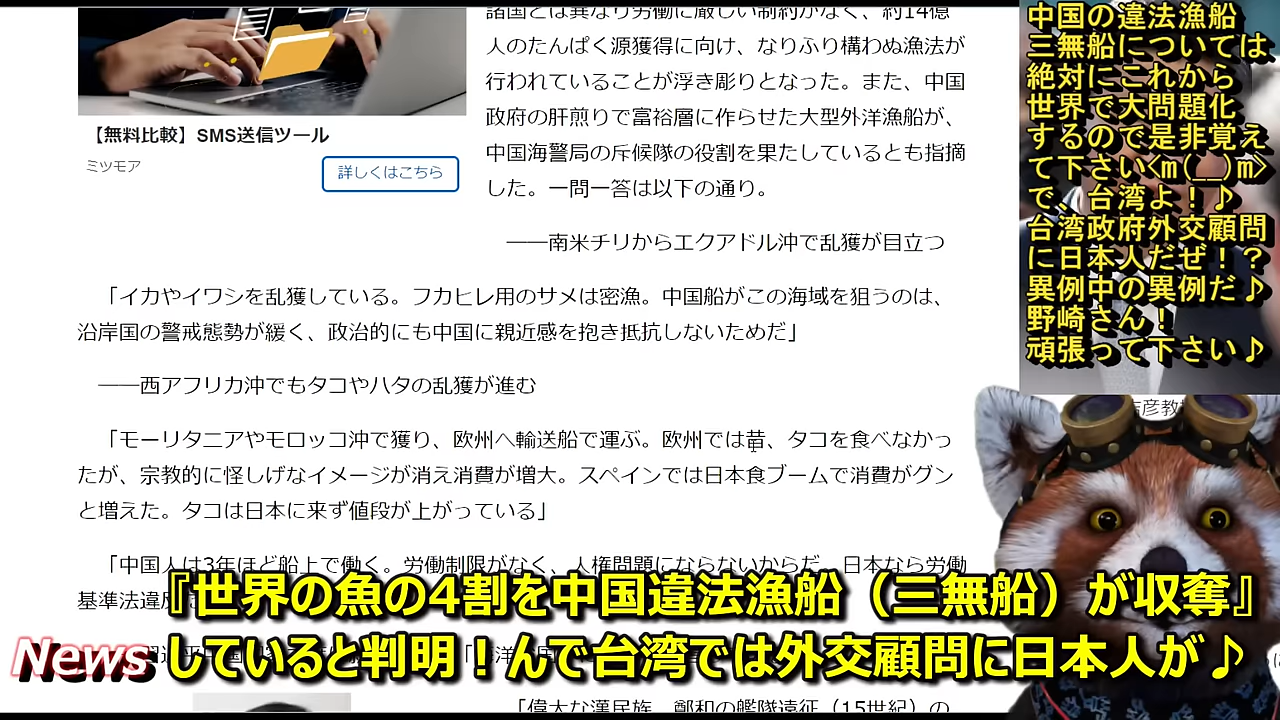 諸国とは異なり労働に厳しい制約がなく、約14億
人のたんぱく源獲得に向け、なりふり構わぬ漁法が
行われていることが浮き彫りとなった。また、中国
政府の肝煎りで富裕層に作らせた大型外洋漁船が、
中国海警局の斥候隊の役割を果たしているとも指摘
した。一問一答は以下の通り。
【無料比較】SMS送信ツール
ミツモア
詳しくはこちら
――南米チリからエクアドル沖で乱獲が目立つ
「イカやイワシを乱獲している。フカヒレ用のサメは密漁。中国船がこの海域を狙うのは、
沿岸国の警戒態勢が緩く、政治的にも中国に親近感を抱き抵抗しないためだ」
――西アフリカ沖でもタコやハタの乱獲が進む
「モーリタニアやモロッコ沖で獲り、欧州へ輸送船で運ぶ。欧州では昔、タコを食べなかっ
たが、宗教的に怪しげなイメージが消え消費が増大。スペインでは日本食ブームで消費がグン
と増えた。タコは日本に来ず値段が上がっている」
「中国人は3年ほど船上で働く。労働制限がなく、人権問題にならないからだ。日本なら労働
基準法違反
「偉大な漢民族、鄭和の艦隊遠征（15世紀）の
中国の違法漁船
三無船については
絶対にこれから
世界で大問題化
するので是非覚え
て下さい<m(__)m>
で、台湾よ！♪
台湾政府外交顧問
に日本人だぜ！？
異例中の異例だ♪
野崎さん！
頑張って下さい♪
彦教
『世界の魚の4割を中国違法漁船（三無船）が収奪』
していると判明！んで台湾では外交顧問に日本人が♪
News